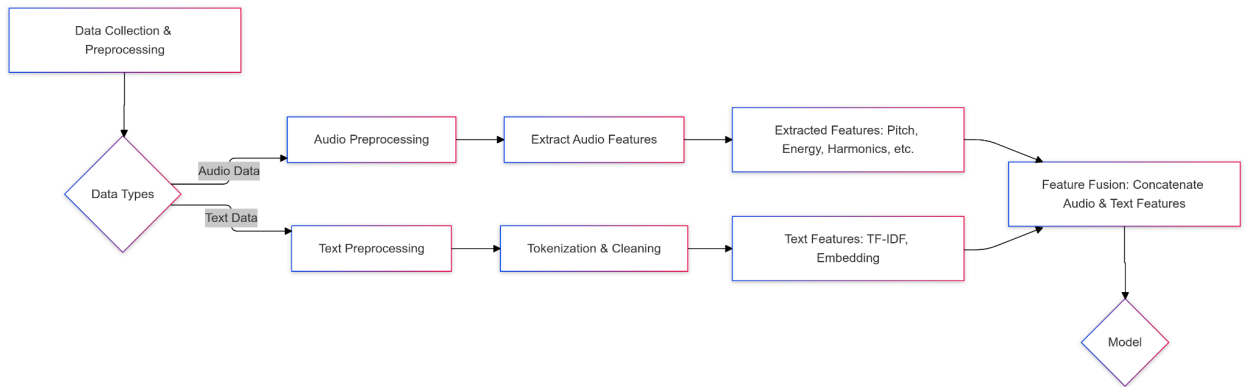 Data Collection &
Preprocessing
Data Types
Audio Data
Audio Preprocessing
Extract Audio Features
Extracted Features: Pitch,
Energy, Harmonics, etc.
Text Data
Text Preprocessing
Tokenization & Cleaning
Text Features: TF-IDF,
Embedding
Feature Fusion: Concatenate
Audio & Text Features
Model